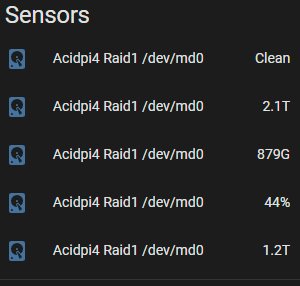 Sensors
Acidpi4 Raid1 /dev/md0 Clean
Acidpi4 Raid1 /dev/md0 2.1T
Acidpi4 Raid1 /dev/md0 879G
Acidpi4 Raid1 /dev/md0 44%
Acidpi4 Raid1 /dev/md0 1.2T